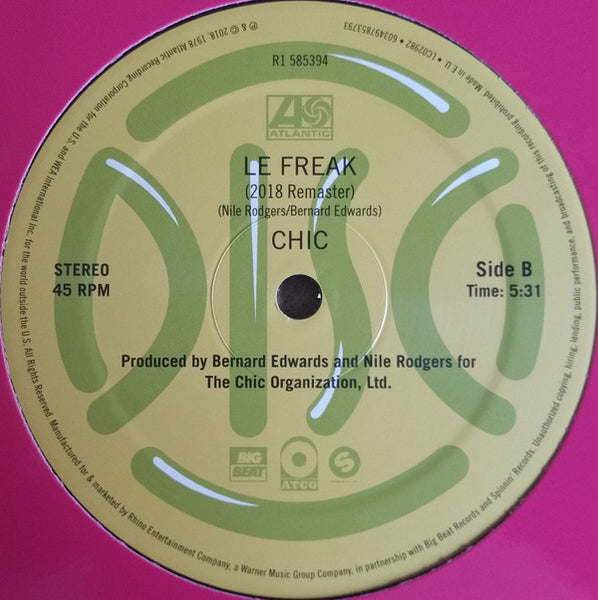 R1 585394
ATLANTIC
LE FREAK
(2018 Remaster)
(Nile Rodgers/Bernard Edwards)
CHIC
STEREO
45 RPM
Side B
Time: 5:31
Produced by Bernard Edwards and Nile Rodgers for
The Chic Organization, Ltd.
DISCO
BIG
BEAT
ATCO
℗ & © 2018, 1978 Atlantic Recording Corporation for the U.S. and WEA International Inc. for the world outside the U.S. All Rights Reserved. Manufactured for & marketed by Rhino Entertainment Company, a Warner Music Group Company, in partnership with Big Beat Records and Spinnin' Records. Unauthorized copying, hiring, lending, public performance, and broadcasting of this recording prohibited. Made in E.U. • LC02982 • 603497853793